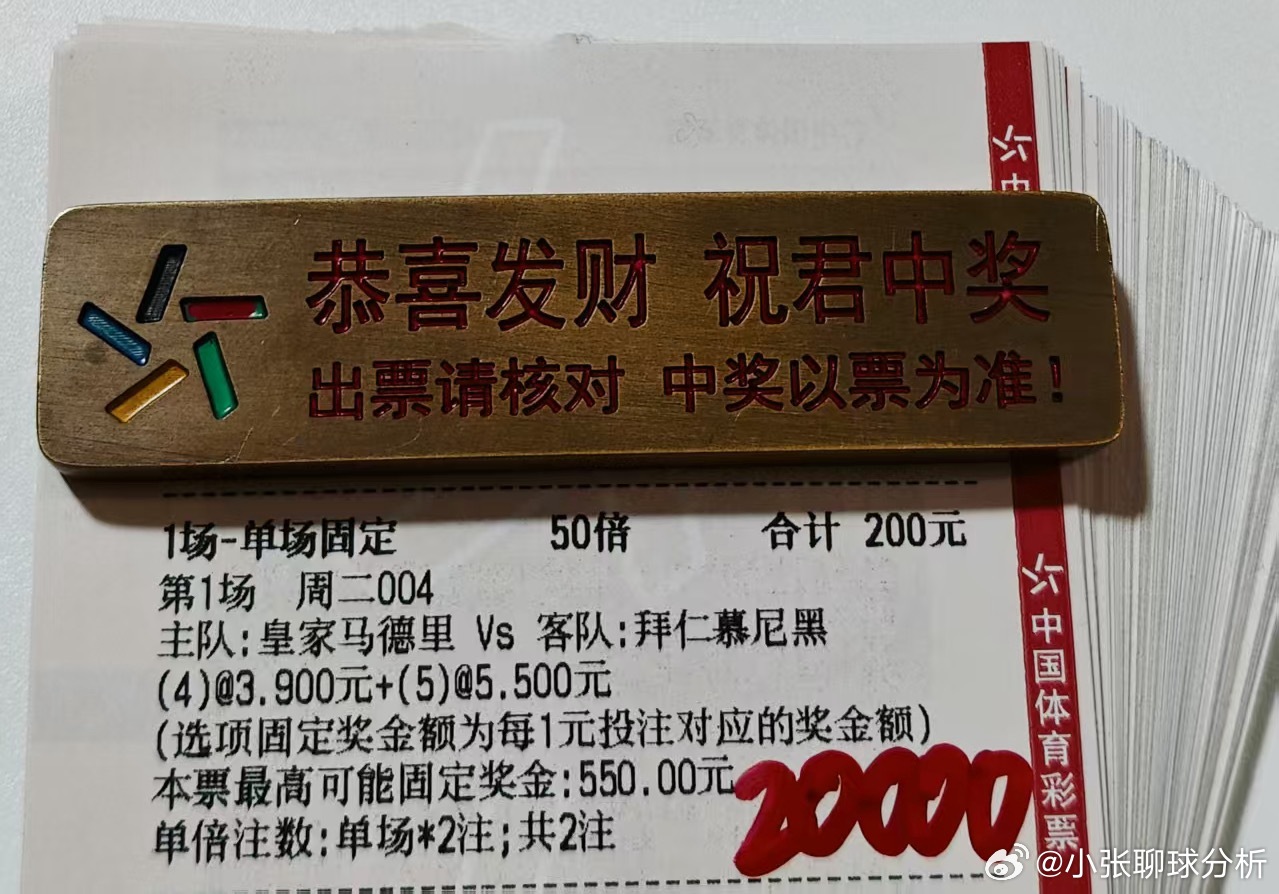 中
恭喜发财 祝君中奖
出票请核对 中奖以票为准!
1场-单场固定 50倍 合计 200元
第1场 周二004
主队:皇家马德里 Vs 客队:拜仁慕尼黑
(4)@3.900元+(5)@5.500元
(选项固定奖金额为每1元投注对应的奖金额)
本票最高可能固定奖金:550.00元
单倍注数:单场*2注;共2注
20000
中国体育彩票
@小张聊球分析